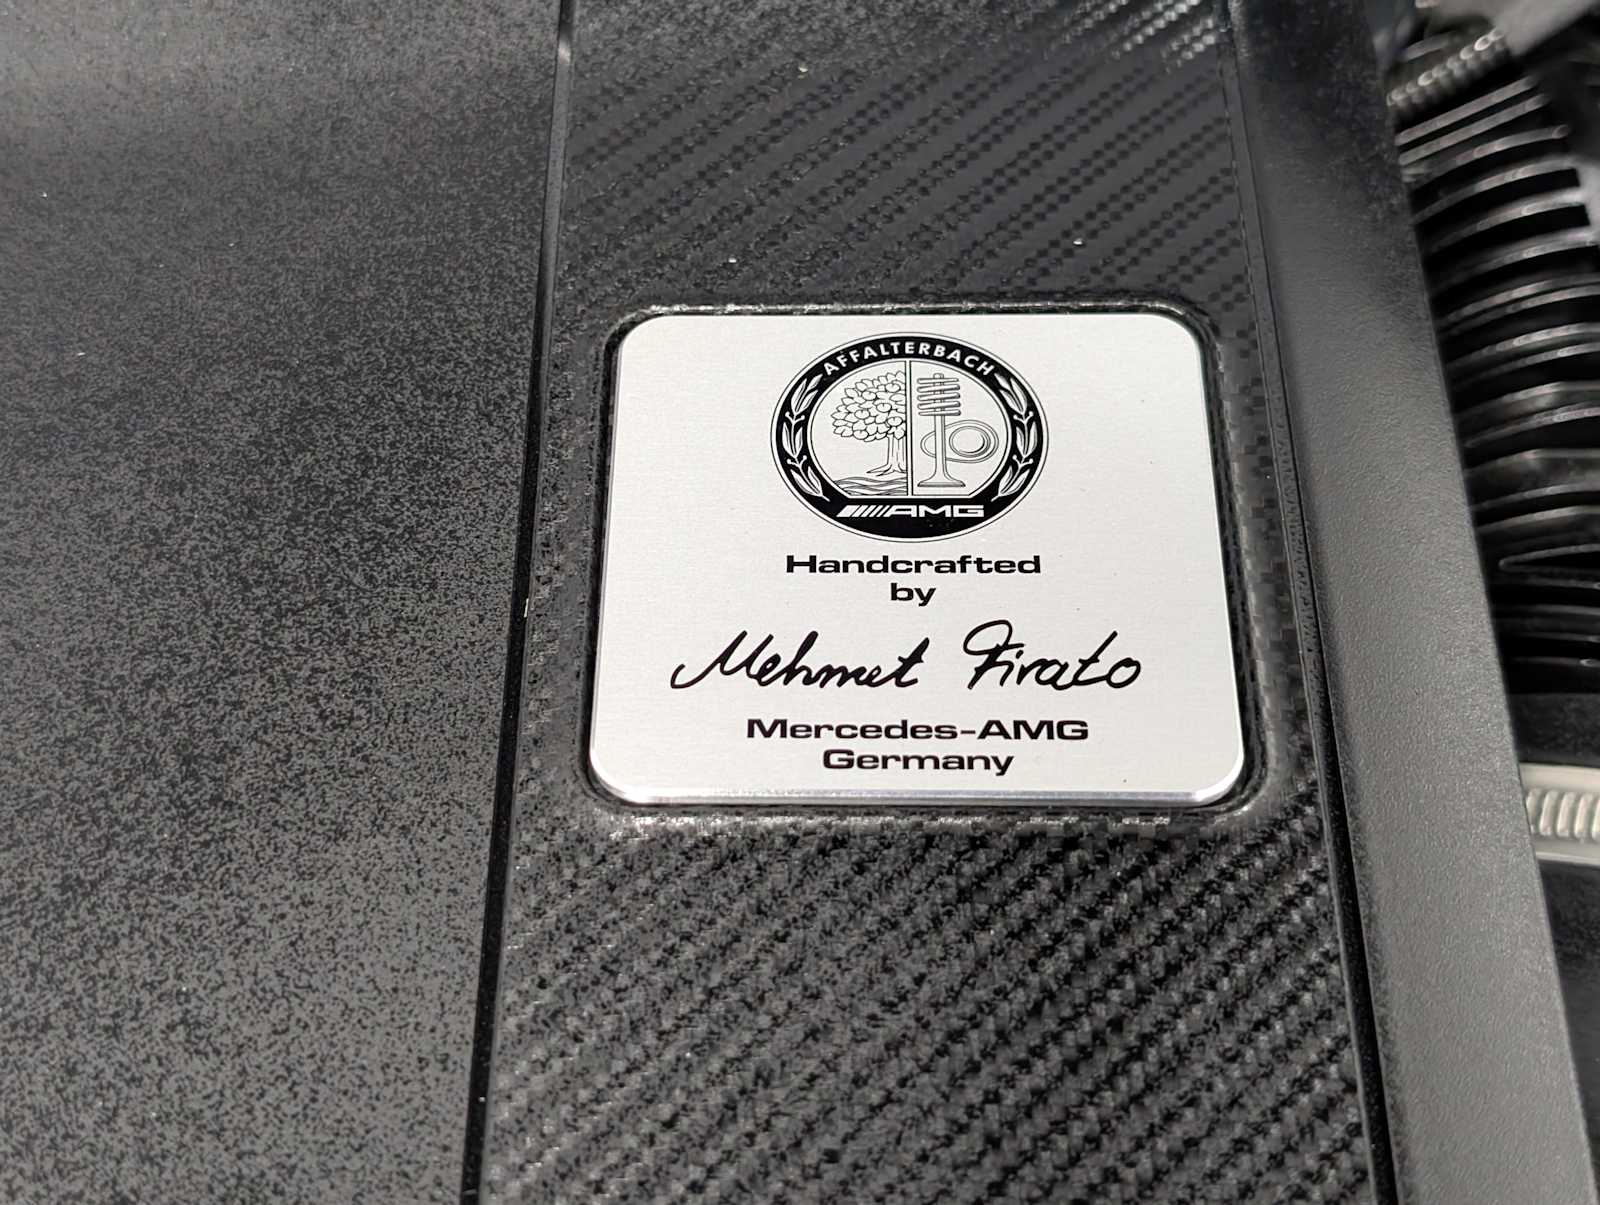 AFFALTERBACH
AMG
Handcrafted
by
Mehmet Firato
Mercedes-AMG
Germany